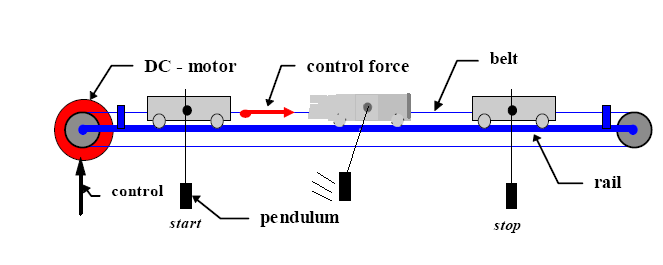 DC - motor
control force
belt
control
pendulum
rail
start
stop